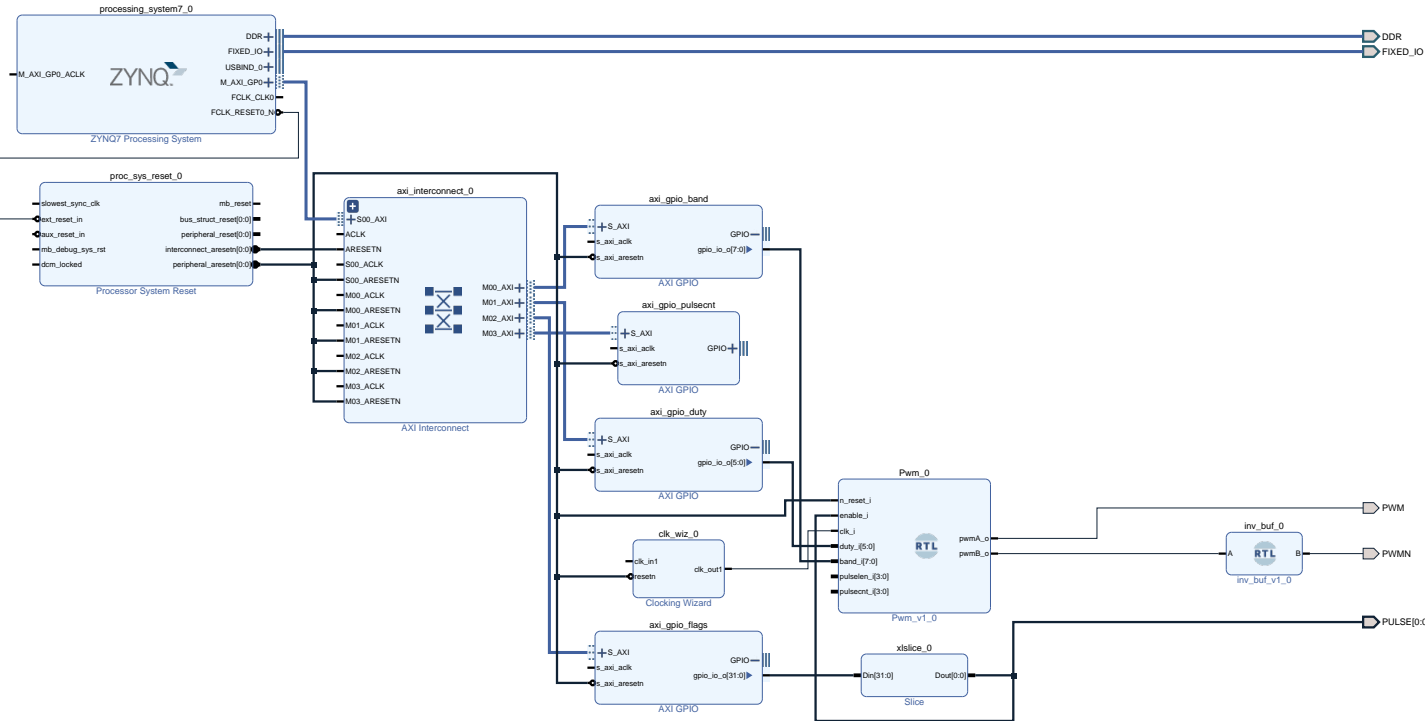 processing_system7_0
DDR
FIXED_IO
USBIND_0
M_AXI_GP0_ACLK
M_AXI_GP0
FCLK_CLK0
FCLK_RESET0_N
ZYNQ
ZYNQ7 Processing System
DDR
FIXED_IO
proc_sys_reset_0
slowest_sync_clk
ext_reset_in
aux_reset_in
mb_debug_sys_rst
dcm_locked
mb_reset
bus_struct_reset[0:0]
peripheral_reset[0:0]
interconnect_aresetn[0:0]
peripheral_aresetn[0:0]
Processor System Reset
axi_interconnect_0
S00_AXI
ACLK
ARESETN
S00_ACLK
S00_ARESETN
M00_ACLK
M00_ARESETN
M01_ACLK
M01_ARESETN
M02_ACLK
M02_ARESETN
M03_ACLK
M03_ARESETN
M00_AXI
M01_AXI
M02_AXI
M03_AXI
AXI Interconnect
axi_gpio_band
S_AXI
s_axi_aclk
s_axi_aresetn
GPIO
gpio_io_o[7:0]
AXI GPIO
axi_gpio_pulsecnt
S_AXI
s_axi_aclk
s_axi_aresetn
GPIO
AXI GPIO
axi_gpio_duty
S_AXI
s_axi_aclk
s_axi_aresetn
GPIO
gpio_io_o[5:0]
AXI GPIO
clk_wiz_0
clk_in1
resetn
clk_out1
Clocking Wizard
axi_gpio_flags
S_AXI
s_axi_aclk
s_axi_aresetn
GPIO
gpio_io_o[31:0]
AXI GPIO
Pwm_0
n_reset_i
enable_i
clk_i
duty_i[5:0]
band_i[7:0]
pulselen_i[3:0]
pulsecnt_i[3:0]
RTL
pwmA_o
pwmB_o
Pwm_v1_0
xlslice_0
Din[31:0]
Dout[0:0]
Slice
inv_buf_0
A
RTL
B
inv_buf_v1_0
PWM
PWMN
PULSE[0:0